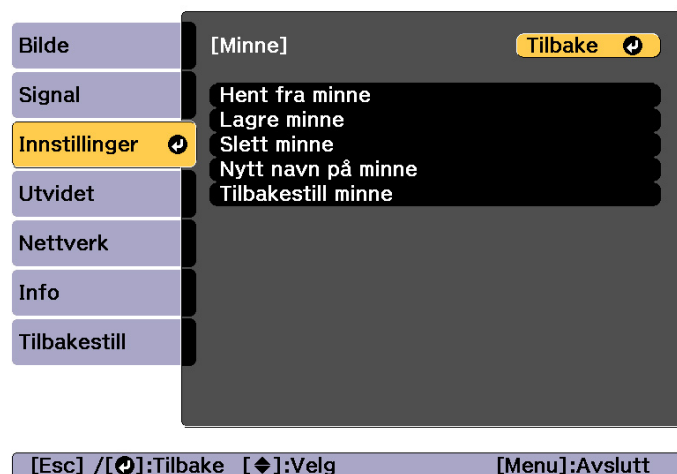 Bilde
Signal
Innstillinger
Utvidet
Nettverk
Info
Tilbakestill
[Minne] Tilbake
Hent fra minne
Lagre minne
Slett minne
Nytt navn på minne
Tilbakestill minne
[Esc] /[]:Tilbake []:Velg [Menu]:Avslutt